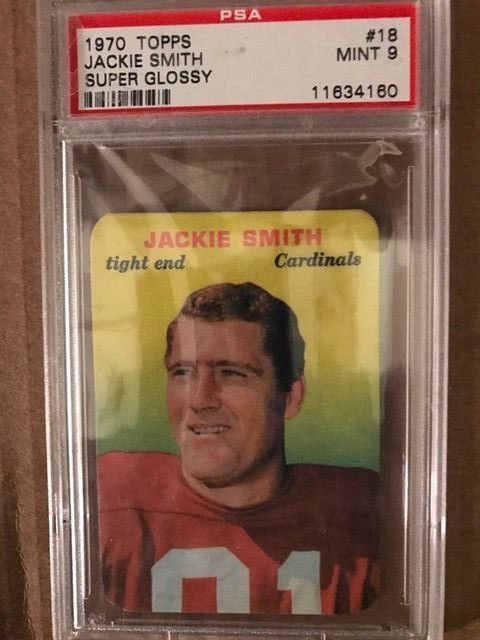 PSA
1970 TOPPS #18
JACKIE SMITH MINT 9
SUPER GLOSSY
11634160
JACKIE SMITH
tight end Cardinals
81